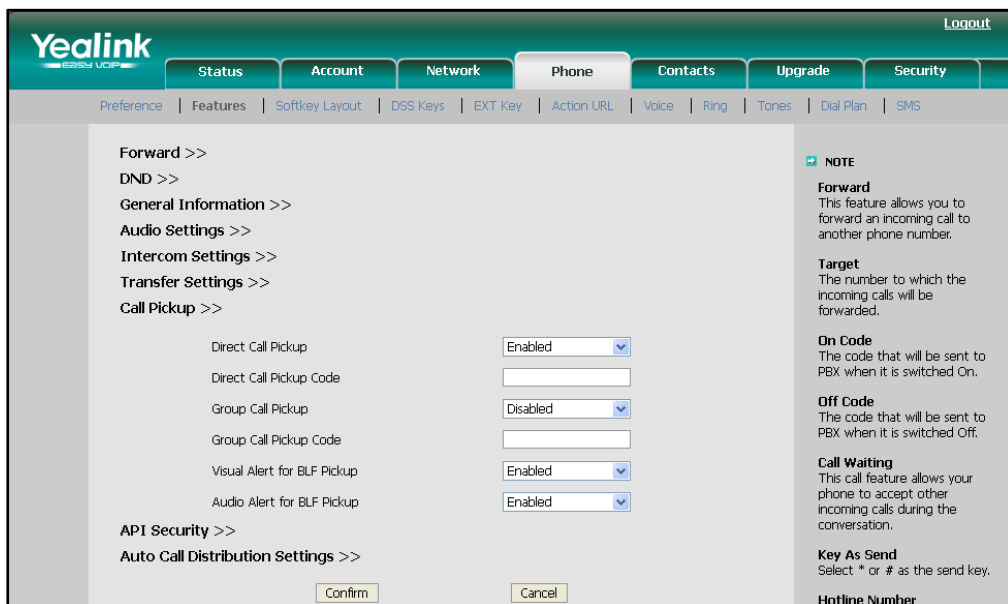 Logout
Yealink
EASY VOIP
Status
Account
Network
Phone
Contacts
Upgrade
Security
Preference | Features | Softkey Layout | DSS Keys | EXT Key | Action URL | Voice | Ring | Tones | Dial Plan | SMS
Forward >>
DND >>
General Information >>
Audio Settings >>
Intercom Settings >>
Transfer Settings >>
Call Pickup >>
Direct Call Pickup Enabled
Direct Call Pickup Code
Group Call Pickup Disabled
Group Call Pickup Code
Visual Alert for BLF Pickup Enabled
Audio Alert for BLF Pickup Enabled
API Security >>
Auto Call Distribution Settings >>
Confirm
Cancel
NOTE
Forward
This feature allows you to
forward an incoming call to
another phone number.
Target
The number to which the
incoming calls will be
forwarded.
On Code
The code that will be sent to
PBX when it is switched On.
Off Code
The code that will be sent to
PBX when it is switched Off.
Call Waiting
This call feature allows your
phone to accept other
incoming calls during the
conversation.
Key As Send
Select * or # as the send key.
Hotline Number